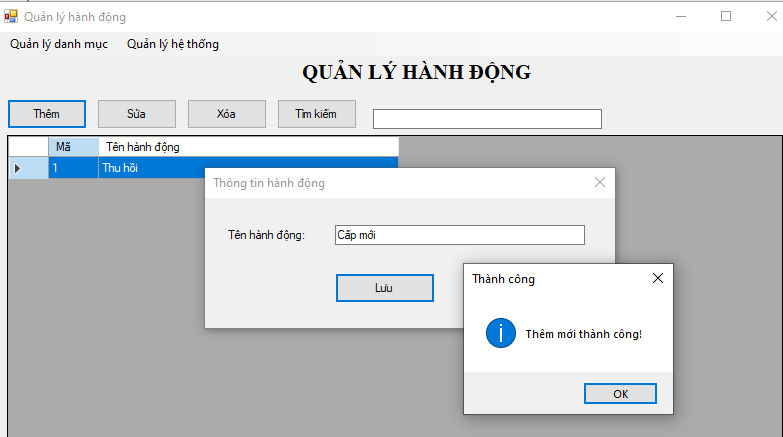 Quản lý hành động
Quản lý danh mục Quản lý hệ thống
QUẢN LÝ HÀNH ĐỘNG
Thêm Sửa Xóa Tìm kiếm
Mã Tên hành động
1 Thu hồi
Thông tin hành động
Tên hành động: Cấp mới
Lưu
Thành công
Thêm mới thành công!
OK